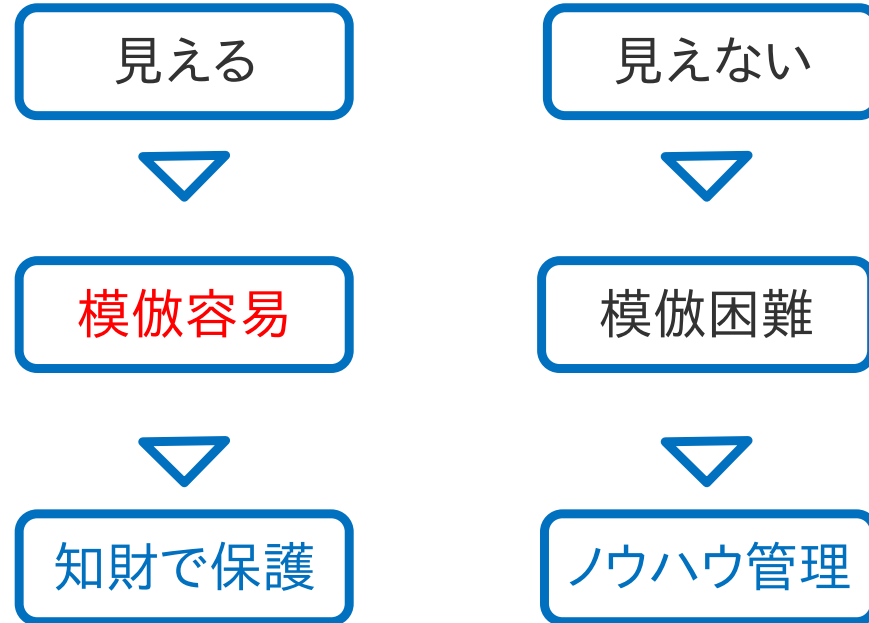 見える
見えない
模倣容易
模倣困難
知財で保護
ノウハウ管理